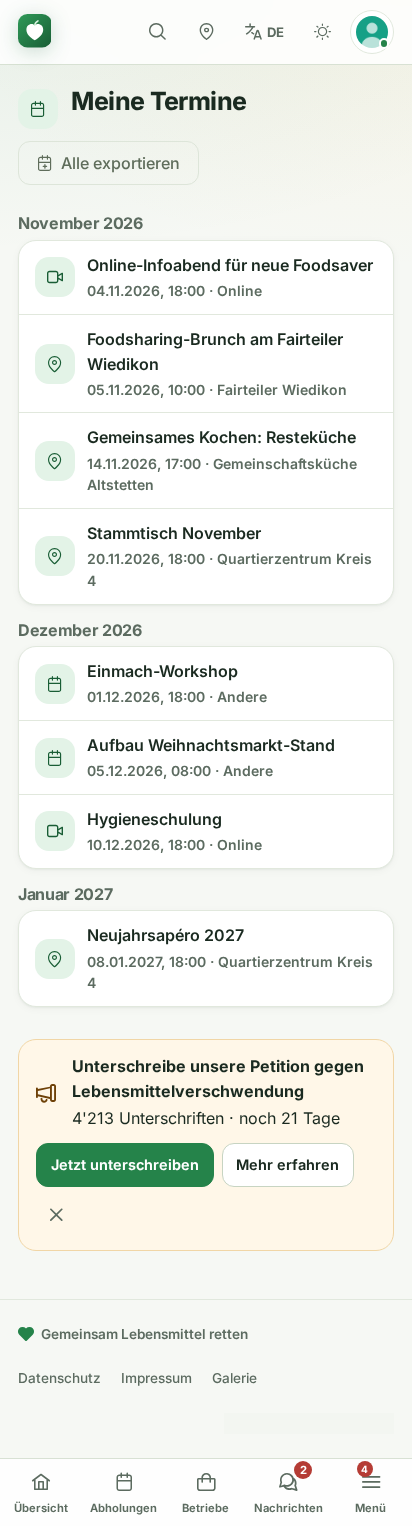 DE
Meine Termine
Alle exportieren
November 2026
Online-Infoabend für neue Foodsaver
04.11.2026, 18:00 · Online
Foodsharing-Brunch am Fairteiler
Wiedikon
05.11.2026, 10:00 · Fairteiler Wiedikon
Gemeinsames Kochen: Resteküche
14.11.2026, 17:00 · Gemeinschaftsküche
Altstetten
Stammtisch November
20.11.2026, 18:00 · Quartierzentrum Kreis
4
Dezember 2026
Einmach-Workshop
01.12.2026, 18:00 · Andere
Aufbau Weihnachtsmarkt-Stand
05.12.2026, 08:00 · Andere
Hygieneschulung
10.12.2026, 18:00 · Online
Januar 2027
Neujahrsapéro 2027
08.01.2027, 18:00 · Quartierzentrum Kreis
4
Unterschreibe unsere Petition gegen
Lebensmittelverschwendung
4'213 Unterschriften · noch 21 Tage
Jetzt unterschreiben Mehr erfahren
Gemeinsam Lebensmittel retten
Datenschutz Impressum Galerie
2 4
Übersicht Abholungen Betriebe Nachrichten Menü